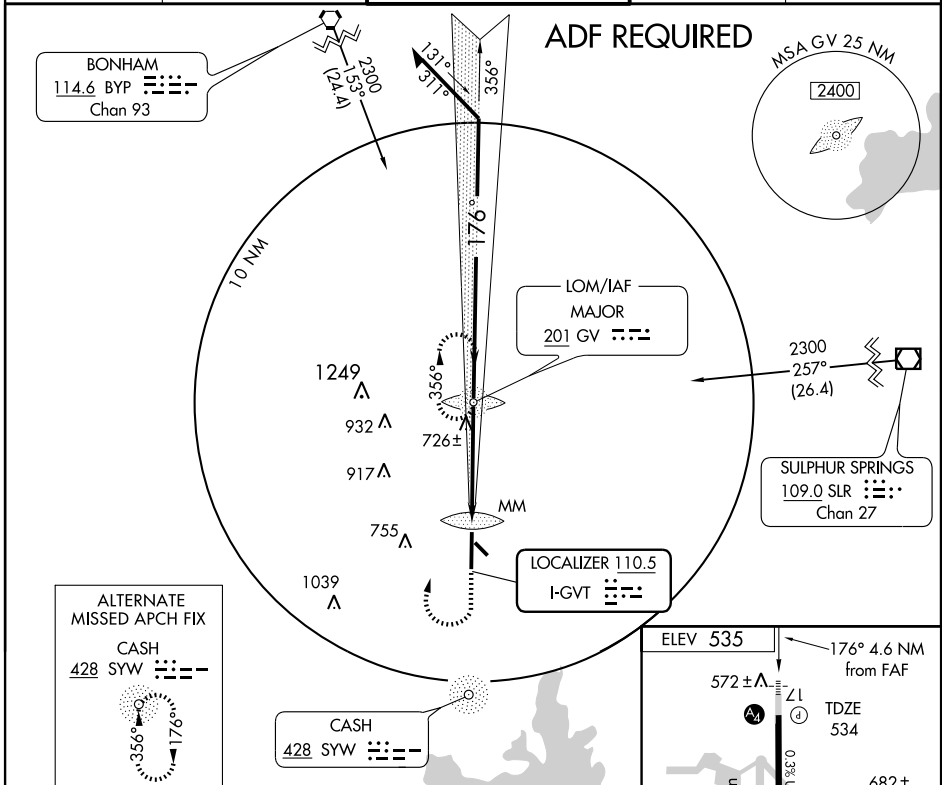 ADF REQUIRED
BONHAM
114.6 BYP
Chan 93
2300
153°
(24.4)
131°
311°
356°
MSA GV 25 NM
2400
10 NM
176°
LOM/IAF
MAJOR
201 GV
356°
1249
932
726±
917
2300
257°
(26.4)
SULPHUR SPRINGS
109.0 SLR
Chan 27
MM
755
LOCALIZER 110.5
I-GVT
1039
ALTERNATE
MISSED APCH FIX
CASH
428 SYW
356°
176°
CASH
428 SYW
ELEV 535
176° 4.6 NM
from FAF
572±
17
A4
P
TDZE
534
0.3% U
682±